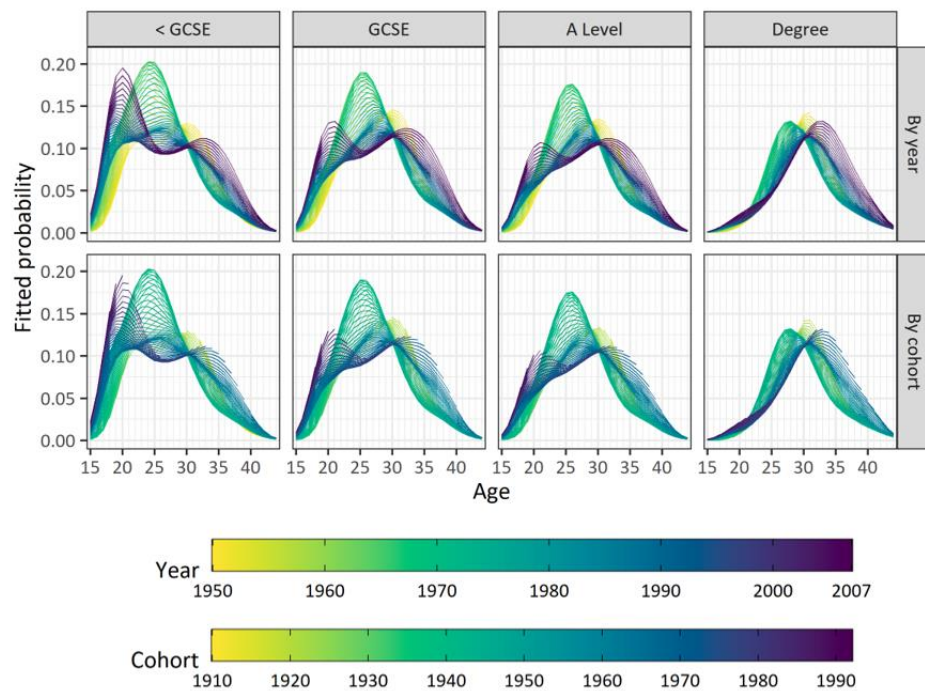 < GCSE GCSE A Level Degree
0.20
0.15
0.10
0.05
0.00
By year
Fitted probability
0.20
0.15
0.10
0.05
0.00
By cohort
15 20 25 30 35 40 15 20 25 30 35 40 15 20 25 30 35 40 15 20 25 30 35 40
Age
Year
1950 1960 1970 1980 1990 2000 2007
Cohort
1910 1920 1930 1940 1950 1960 1970 1980 1990